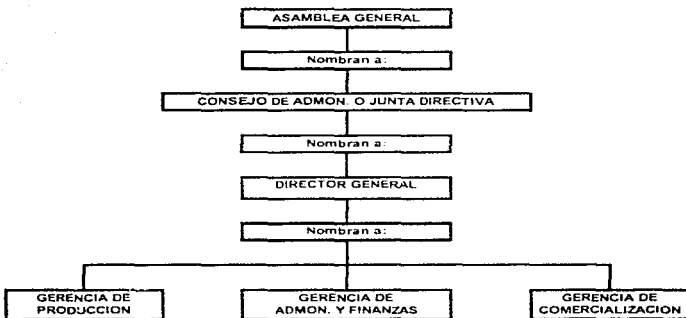 ASAMBLEA GENERAL
Nombran a:
CONSEJO DE ADMON. O JUNTA DIRECTIVA
Nombran a:
DIRECTOR GENERAL
Nombran a:
GERENCIA DE
PRODUCCION
GERENCIA DE
ADMON. Y FINANZAS
GERENCIA DE
COMERCIALIZACION